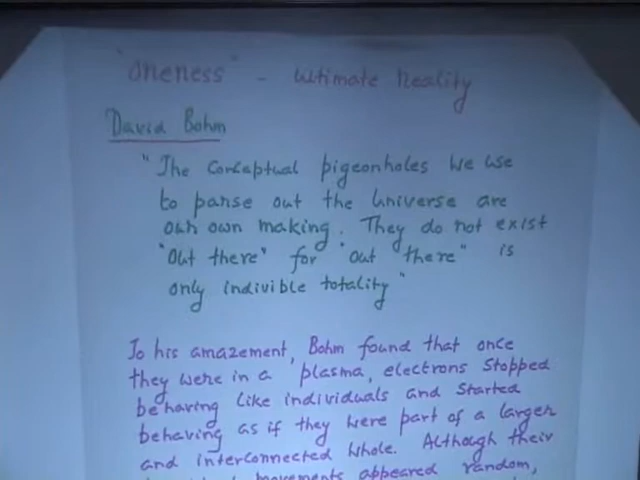 "Oneness" - Ultimate Reality
David Bohm
"The Conceptual pigeonholes We use
to parse out the Universe are
our own making. They do not exist
"Out there" for "out there" is
only indivible totality"
To his amazement, Bohm found that once
they were in a plasma, electrons Stopped
behaving Like individuals and Started
behaving as if they were part of a larger
and interconnected Whole. Although their
movements appeared random,